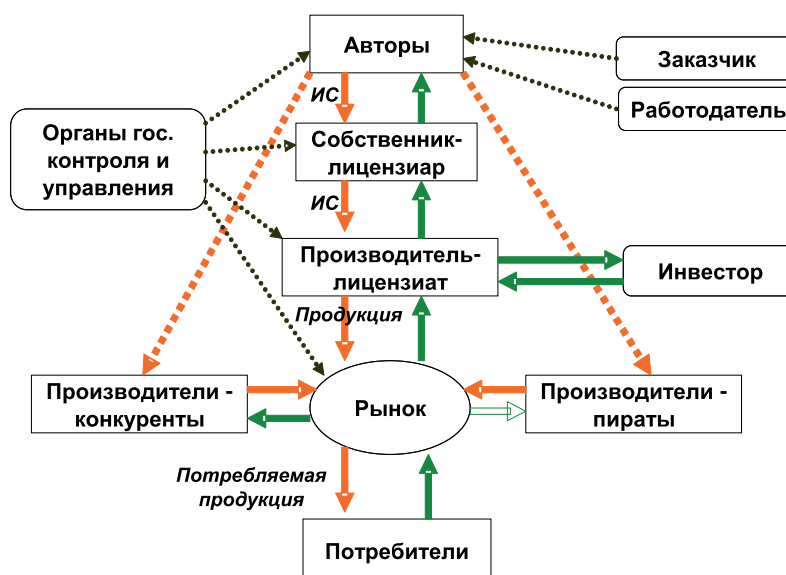 Авторы
Заказчик
Работодатель
ИС
Органы гос.
контроля и
управления
Собственник-
лицензиар
ИС
Производитель-
лицензиат
Инвестор
Продукция
Производители -
конкуренты
Рынок
Производители -
пираты
Потребляемая
продукция
Потребители